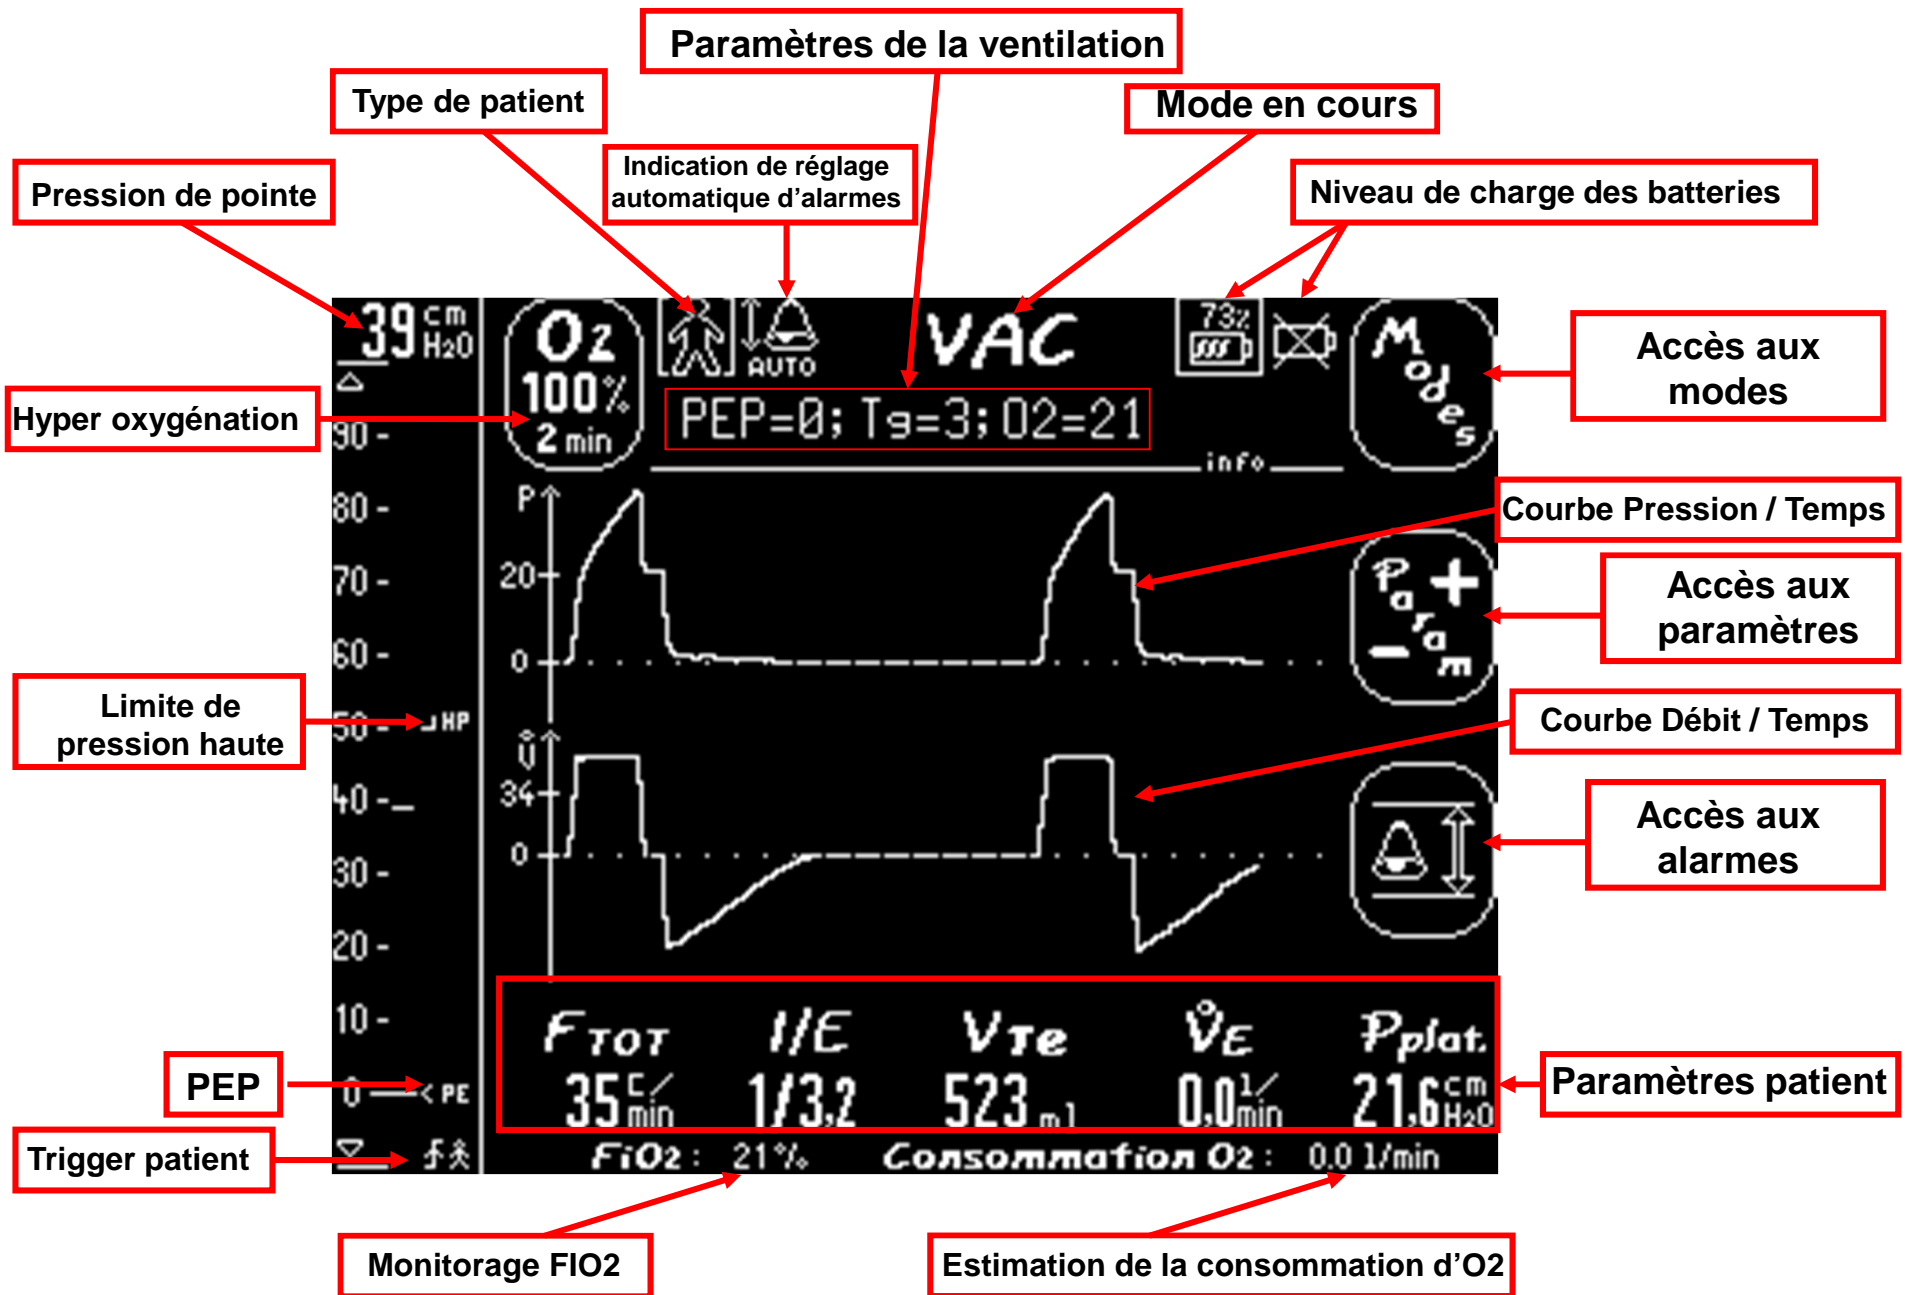 Paramètres de la ventilation
Type de patient
Mode en cours
Indication de réglage
automatique d'alarmes
Pression de pointe
Niveau de charge des batteries
39 cm H2O
O2
100%
2 min
AUTO
VAC
73%
Modes
Accès aux
modes
Hyper oxygénation
PEP=0; Tg=3; O2=21
info
90 -
80 -
70 -
60 -
50 -
HP
40 -
30 -
20 -
10 -
0
< PE
P
20
0
Courbe Pression / Temps
Param
+
-
Accès aux
paramètres
Limite de
pression haute
Courbe Débit / Temps
V̊
34
0
Accès aux
alarmes
FTOT I/E VTe V̊E Pplat.
35 C/min 1/3,2 523 ml 0,0 l/min 21,6 cm H2O
PEP
Paramètres patient
Trigger patient
FiO2 : 21% Consommation O2 : 0.0 l/min
Monitorage FIO2
Estimation de la consommation d'O2